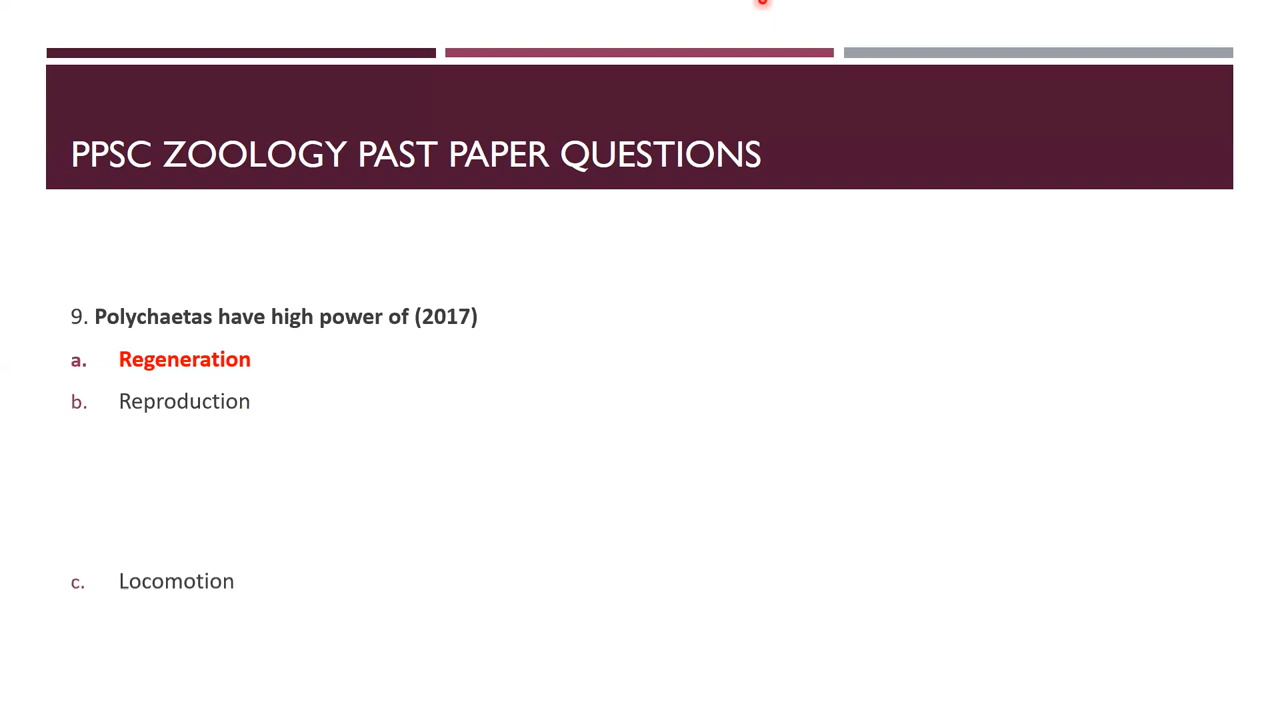 PPSC ZOOLOGY PAST PAPER QUESTIONS
9. Polychaetas have high power of (2017)
a. Regeneration
b. Reproduction
c. Locomotion